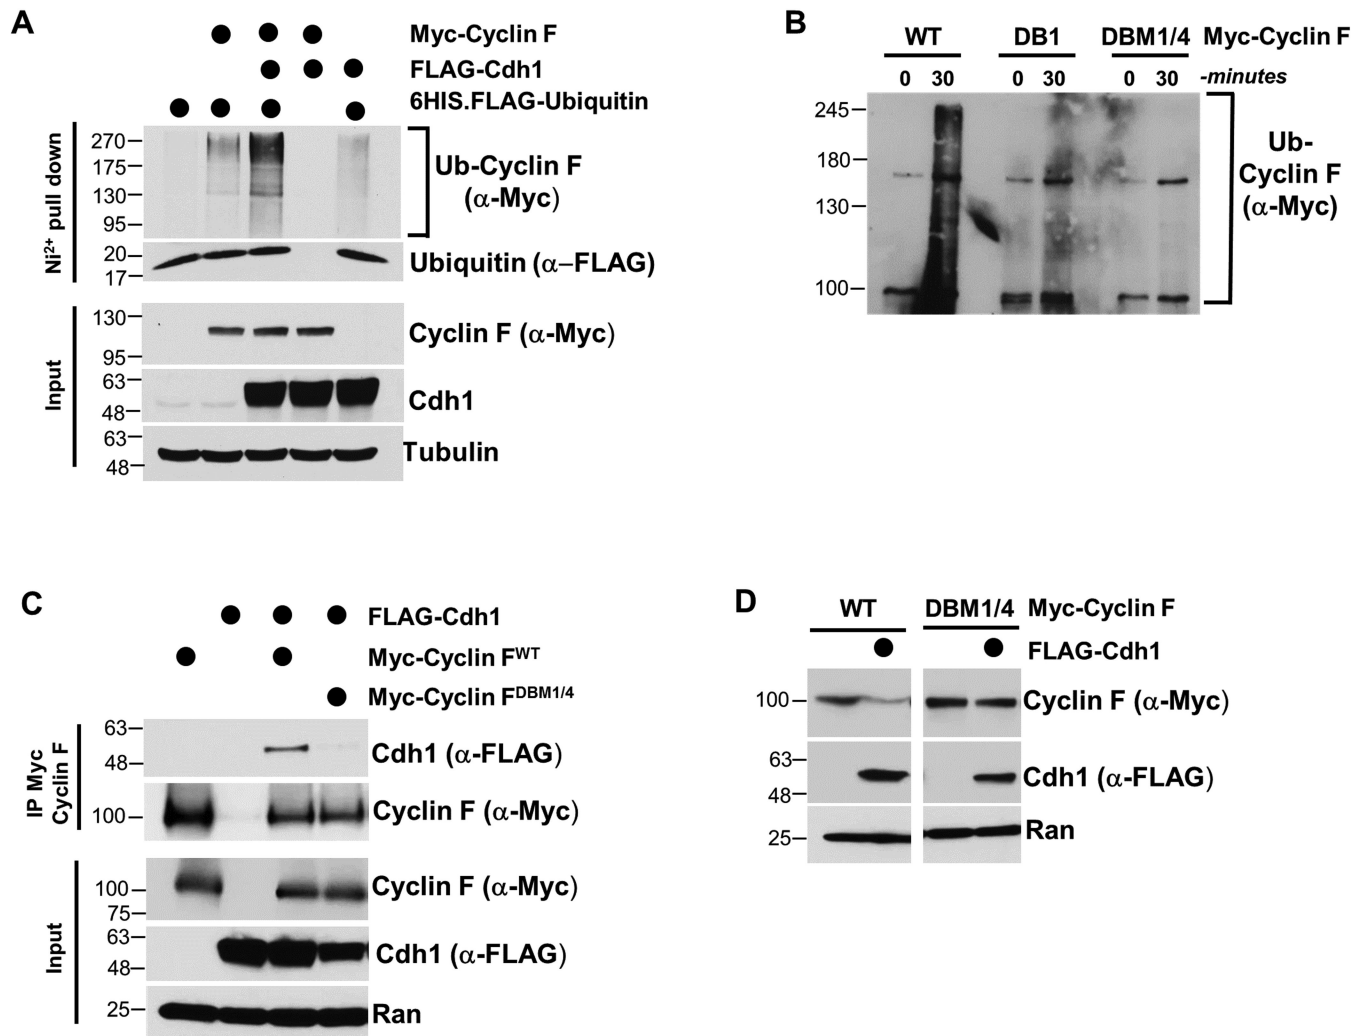 A
Myc-Cyclin F
FLAG-Cdh1
6HIS.FLAG-Ubiquitin
Ni2+ pull down
270
175
130
95
Ub-Cyclin F
(α-Myc)
20
17
Ubiquitin (α–FLAG)
Input
130
95
Cyclin F (α-Myc)
63
48
Cdh1
63
48
Tubulin
B
WT DB1 DBM1/4 Myc-Cyclin F
0 30 0 30 0 30 -minutes
245
180
130
100
Ub-
Cyclin F
(α-Myc)
C
FLAG-Cdh1
Myc-Cyclin FWT
Myc-Cyclin FDBM1/4
IP Myc
Cyclin F
63
48
Cdh1 (α-FLAG)
100
Cyclin F (α-Myc)
Input
100
75
Cyclin F (α-Myc)
63
48
Cdh1 (α-FLAG)
25
Ran
D
WT DBM1/4 Myc-Cyclin F
FLAG-Cdh1
100
Cyclin F (α-Myc)
63
48
Cdh1 (α-FLAG)
25
Ran